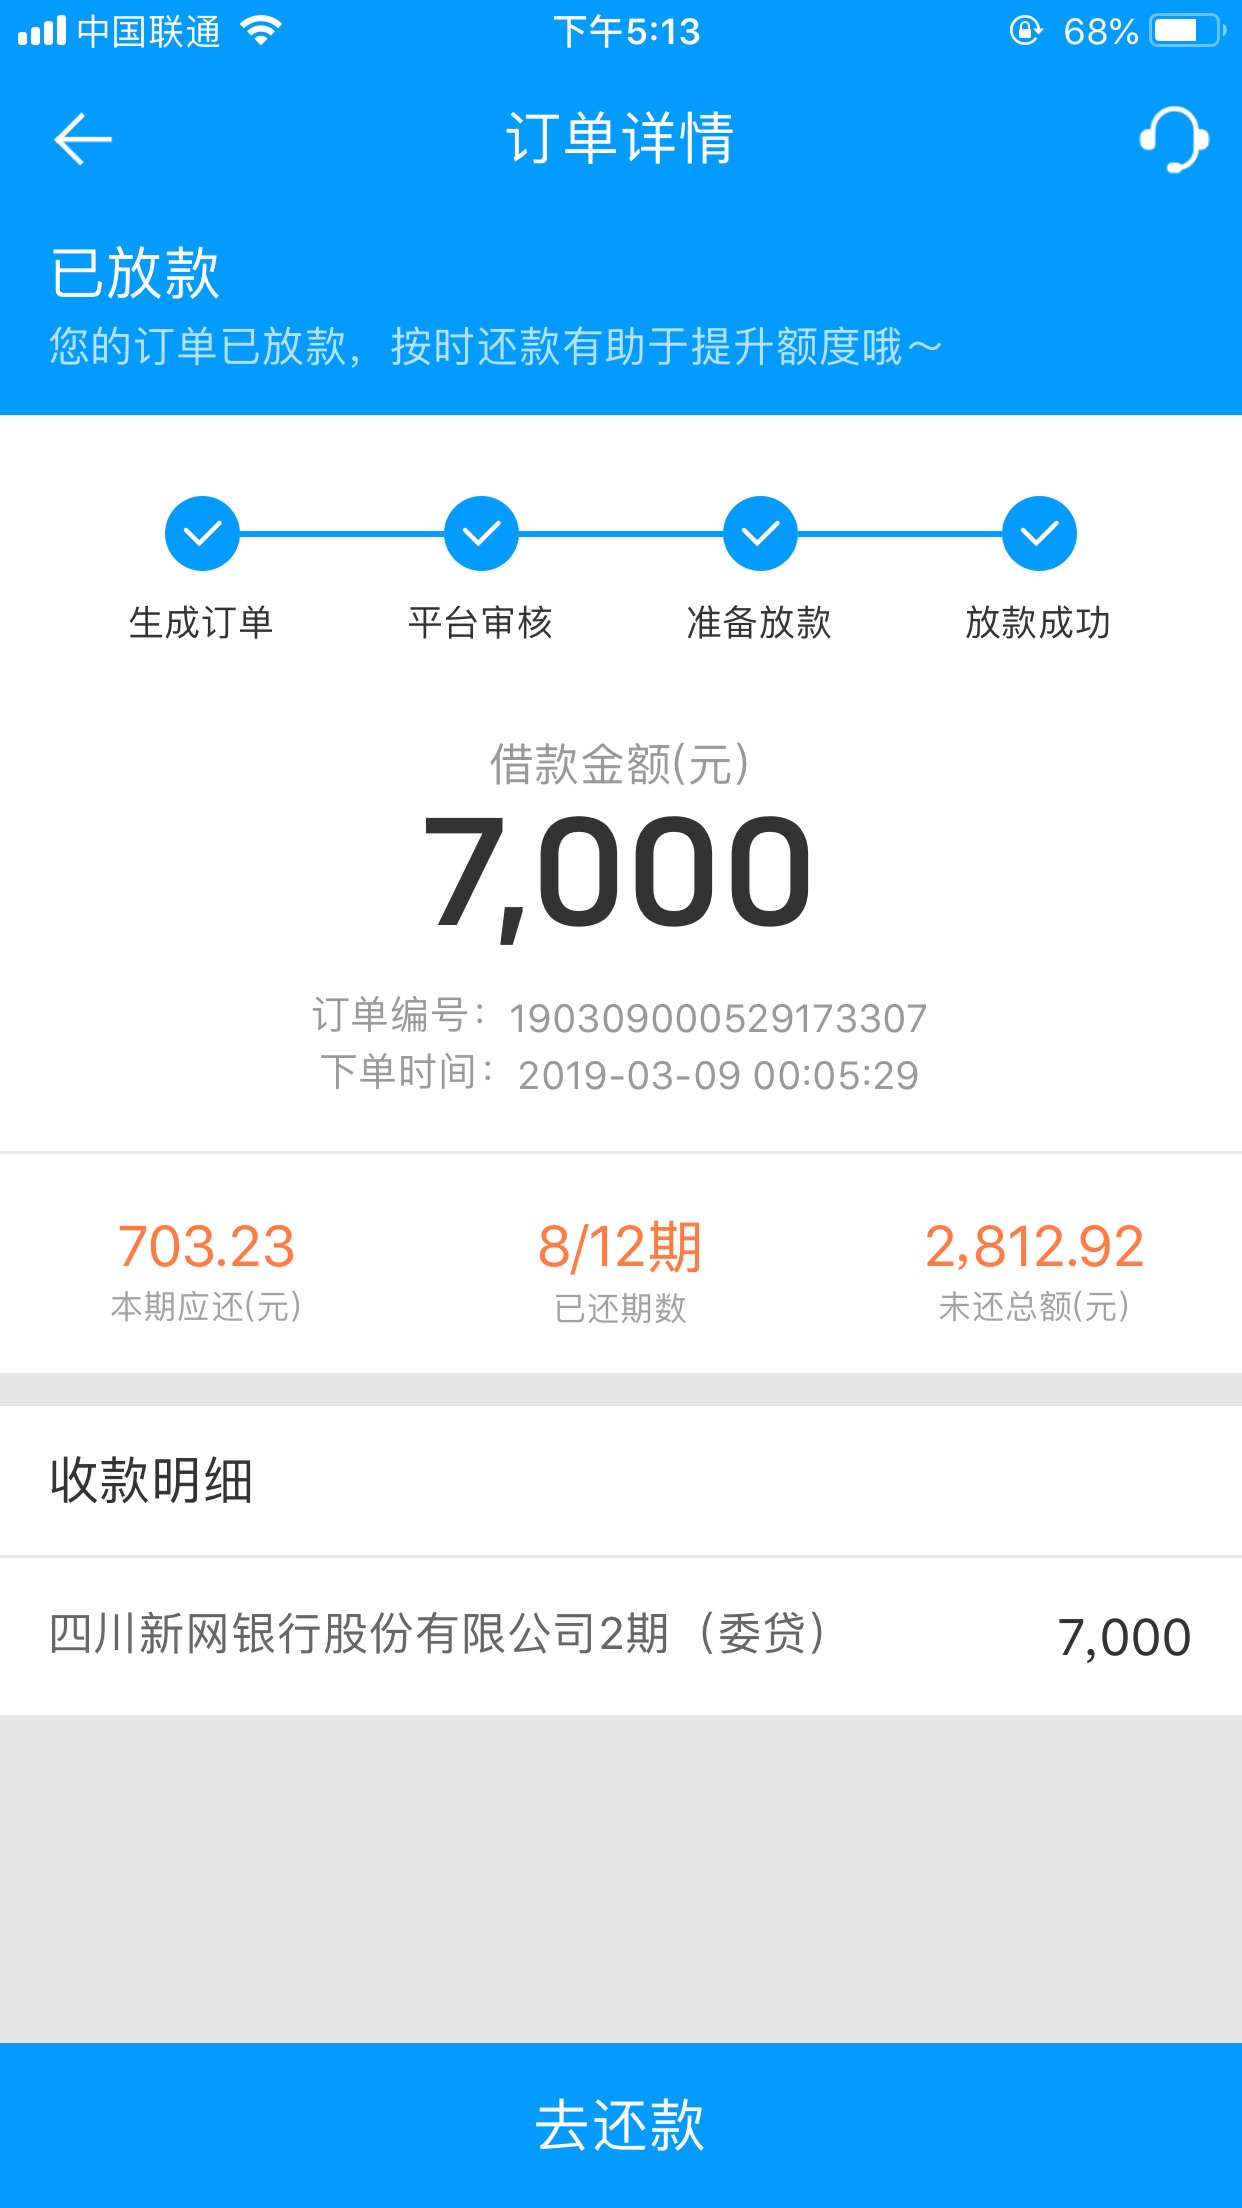 中国联通 下午5:13 68%
订单详情
已放款
您的订单已放款，按时还款有助于提升额度哦～
生成订单 平台审核 准备放款 放款成功
借款金额(元)
7,000
订单编号：190309000529173307
下单时间：2019-03-09 00:05:29
703.23 8/12期 2,812.92
本期应还(元) 已还期数 未还总额(元)
收款明细
四川新网银行股份有限公司2期（委贷） 7,000
去还款